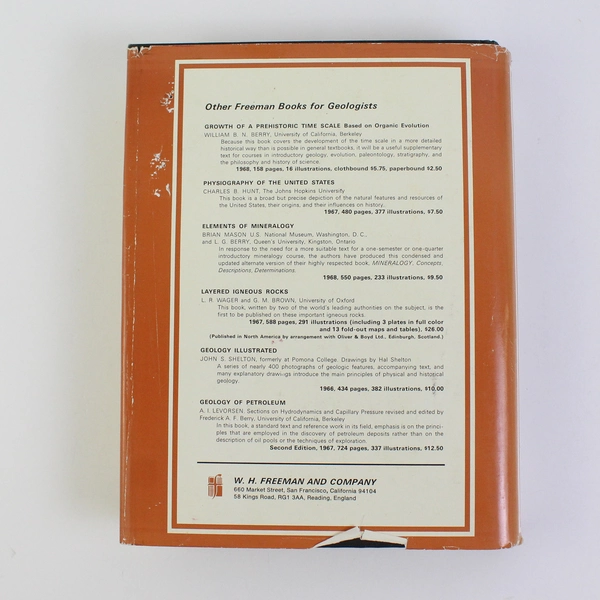 Other Freeman Books for Geologists
GROWTH OF A PREHISTORIC TIME SCALE Based on Organic Evolution
WILLIAM B. N. BERRY, University of California, Berkeley
Because this book covers the development of the time scale in a more detailed
historical way than is possible in general textbooks, it will be a useful supplementary
text for courses in introductory geology, evolution, paleontology, stratigraphy, and
the philosophy and history of science.
1968, 158 pages, 16 illustrations, clothbound $5.75, paperbound $2.50
PHYSIOGRAPHY OF THE UNITED STATES
CHARLES B. HUNT, The Johns Hopkins University
This book is a broad but precise depiction of the natural features and resources of
the United States, their origins, and their influences on history.
1967, 480 pages, 377 illustrations, $7.50
ELEMENTS OF MINERALOGY
BRIAN MASON U.S. National Museum, Washington, D. C.,
and L. G. BERRY, Queen's University, Kingston, Ontario
In response to the need for a more suitable text for a one-semester or one-quarter
introductory mineralogy course, the authors have produced this condensed and
updated alternate version of their highly respected book, MINERALOGY: Concepts,
Descriptions, Determinations.
1968, 550 pages, 233 illustrations, $9.50
LAYERED IGNEOUS ROCKS
L. R. WAGER and G. M. BROWN, University of Oxford
This book, written by two of the world's leading authorities on the subject, is the
first to be published on these important igneous rocks.
1967, 588 pages, 291 illustrations (including 3 plates in full color
and 13 fold-out maps and tables), $26.00
(Published in North America by arrangement with Oliver & Boyd Ltd., Edinburgh, Scotland.)
GEOLOGY ILLUSTRATED
JOHN S. SHELTON, formerly at Pomona College. Drawings by Hal Shelton
A series of nearly 400 photographs of geologic features, accompanying text, and
many explanatory drawings introduce the main principles of physical and historical
geology.
1966, 434 pages, 382 illustrations, $10.00
GEOLOGY OF PETROLEUM
A. I. LEVORSEN. Sections on Hydrodynamics and Capillary Pressure revised and edited by
Frederick A. F. Berry, University of California, Berkeley
In this book, a standard text and reference work in its field, emphasis is on the princi-
ples that are employed in the discovery of petroleum deposits rather than on the
description of oil pools or the techniques of exploration.
Second Edition, 1967, 724 pages, 337 illustrations, $12.50
W. H. FREEMAN AND COMPANY
660 Market Street, San Francisco, California 94104
58 Kings Road, RG1 3AA, Reading, England